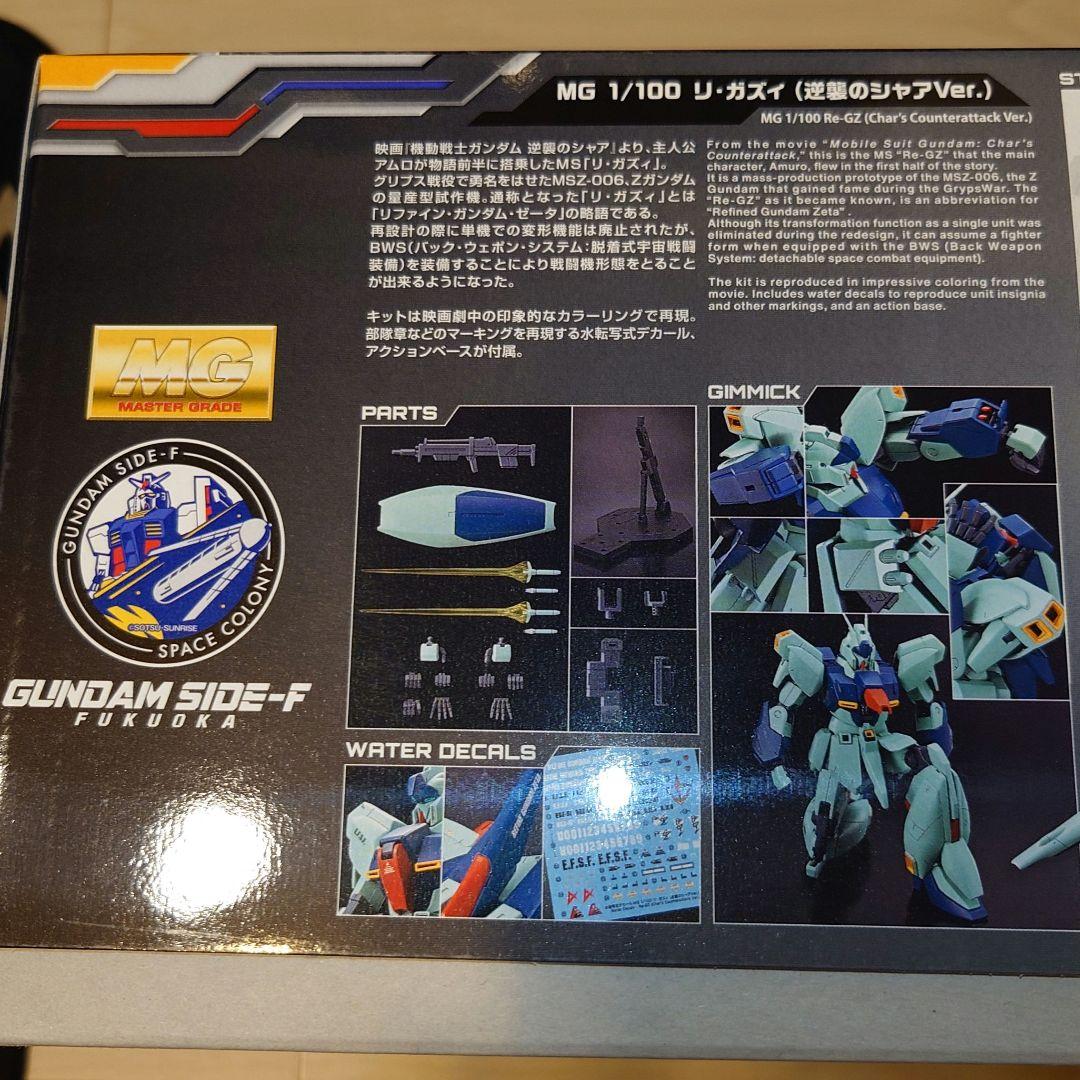 ST
MG 1/100 リ・ガズィ（逆襲のシャアVer.）
MG 1/100 Re-GZ (Char's Counterattack Ver.)
映画『機動戦士ガンダム 逆襲のシャア』より、主人公
アムロが物語前半に搭乗したMS「リ・ガズィ」。
グリプス戦役で勇名をはせたMSZ-006、Zガンダム
の量産型試作機。通称となった「リ・ガズィ」とは
「リファイン・ガンダム・ゼータ」の略語である。
再設計の際に単機での変形機能は廃止されたが、
BWS(バック・ウェポン・システム：脱着式宇宙戦闘
装備)を装備することにより戦闘機形態をとること
が出来るようになった。
キットは映画劇中の印象的なカラーリングで再現。
部隊章などのマーキングを再現する水転写式デカール、
アクションベースが付属。
From the movie "Mobile Suit Gundam: Char's
Counterattack," this is the MS "Re-GZ" that the main
character, Amuro, flew in the first half of the story.
It is a mass-production prototype of the MSZ-006, the Z
Gundam that gained fame during the GrypsWar. The
"Re-GZ" as it became known, is an abbreviation for
"Refined Gundam Zeta" .
Although its transformation function as a single unit was
eliminated during the redesign, it can assume a fighter
form when equipped with the BWS (Back Weapon
System: detachable space combat equipment).
The kit is reproduced in impressive coloring from the
movie. Includes water decals to reproduce unit insignia
and other markings, and an action base.
MG
MASTER GRADE
GUNDAM SIDE-F
SPACE COLONY
©SOTSU・SUNRISE
GUNDAM SIDE-F
FUKUOKA
PARTS
GIMMICK
WATER DECALS
U001123456789
E.F.S.F. E.F.S.F.